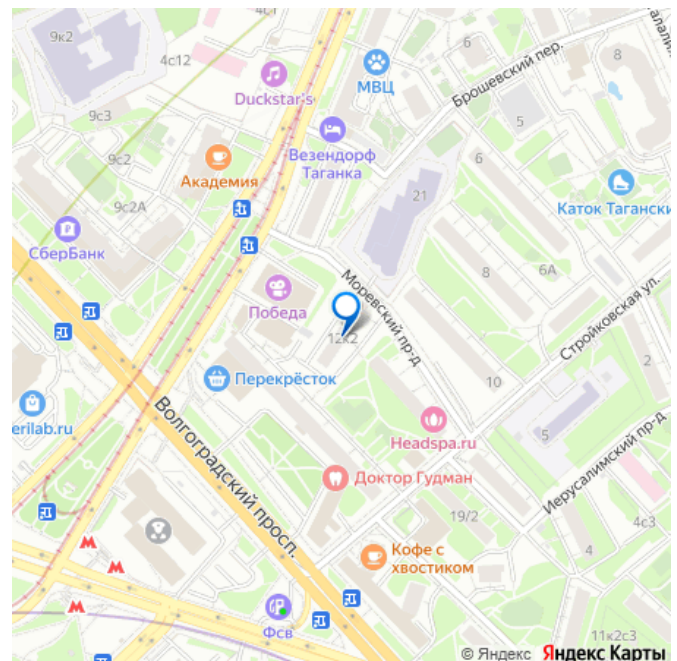 9к2
4с1
4с12
6
8
Duckstar's
МВЦ
Брошевский пер.
9с3
Везендорф
Таганка
5
9с2
Академия
6
21
9с2А
Каток Тагански
СберБанк
8
6А
Победа
Моревский пр-д
12к2
Стройковская ул.
Перекрёсток
10
2
erilab.ru
Волгоградский просп.
Headspa.ru
5
Иерусалимский пр-д
Доктор Гудман
19/2
4с3
4
Кофе с
хвостиком
Фсв
11к2с3
© Яндекс Яндекс Карты